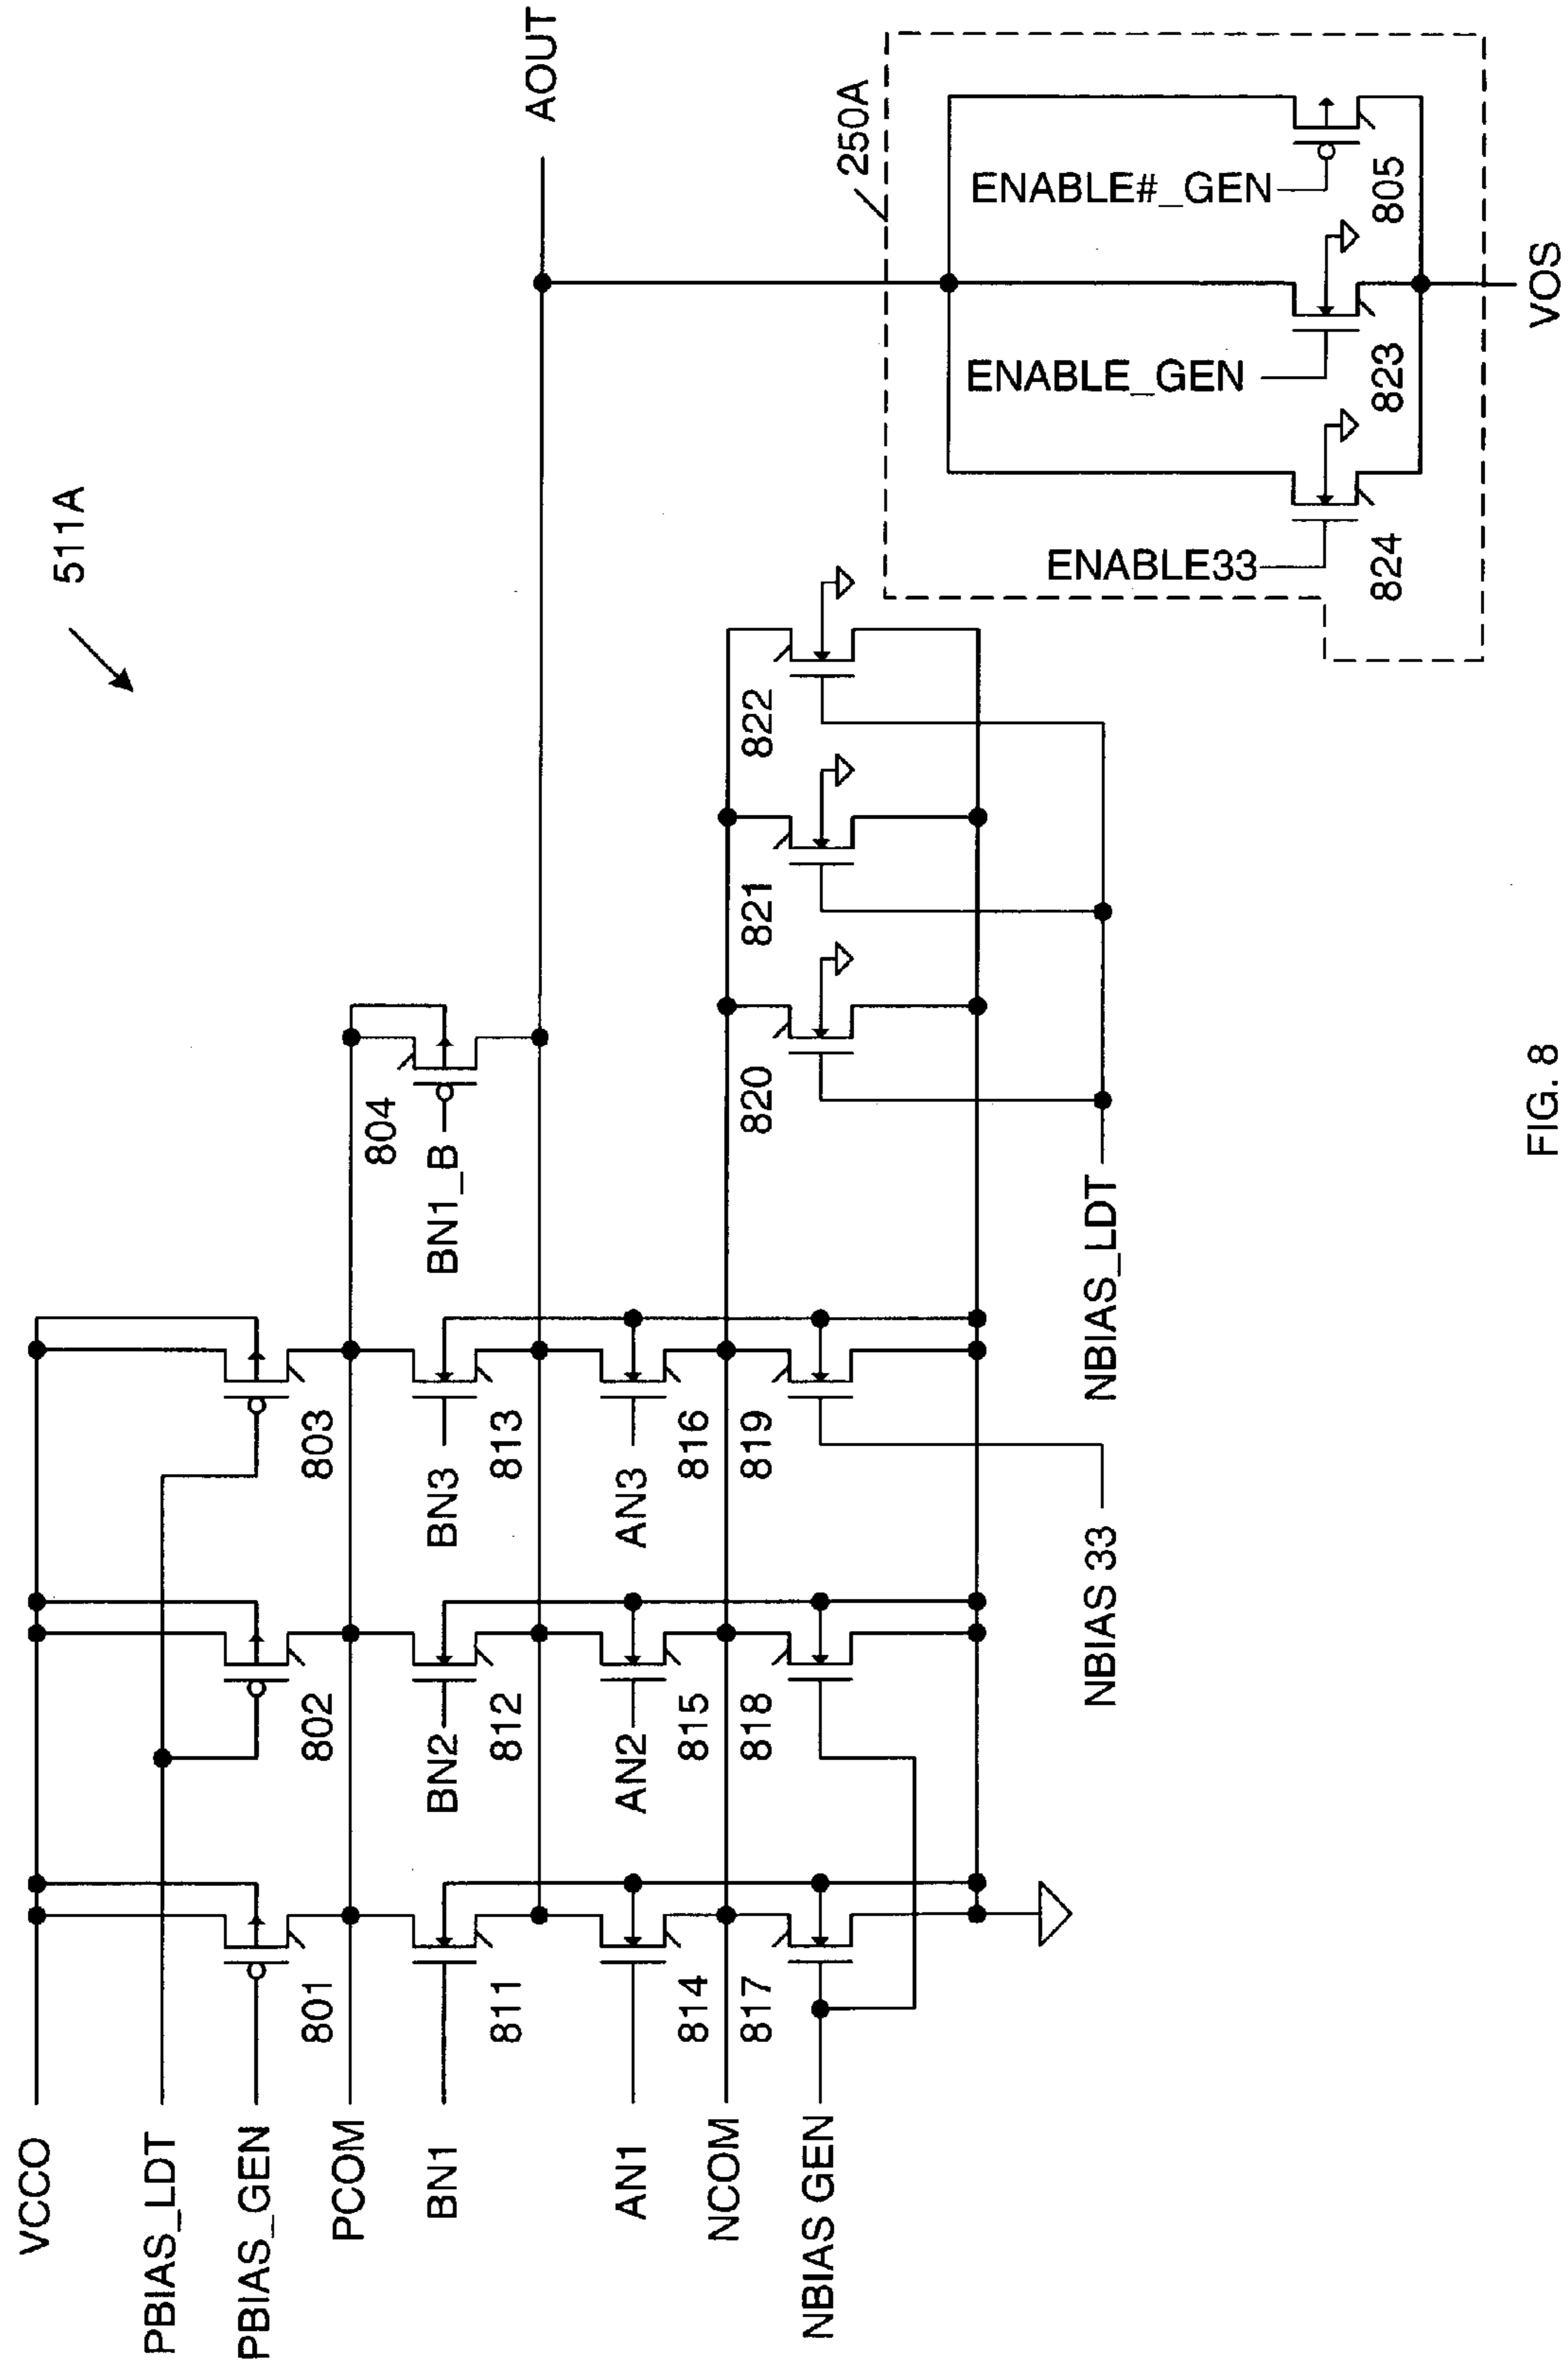 511A
VCCO
PBIAS_LDT
PBIAS_GEN
801
802
803
PCOM
804
BN1_B
BN1
811
BN2
812
BN3
813
AOUT
AN1
814
AN2
815
AN3
816
NCOM
817
818
819
820
821
822
NBIAS GEN
NBIAS 33
NBIAS_LDT
250A
ENABLE#_GEN
ENABLE_GEN
ENABLE33
824
823
805
VOS
FIG. 8